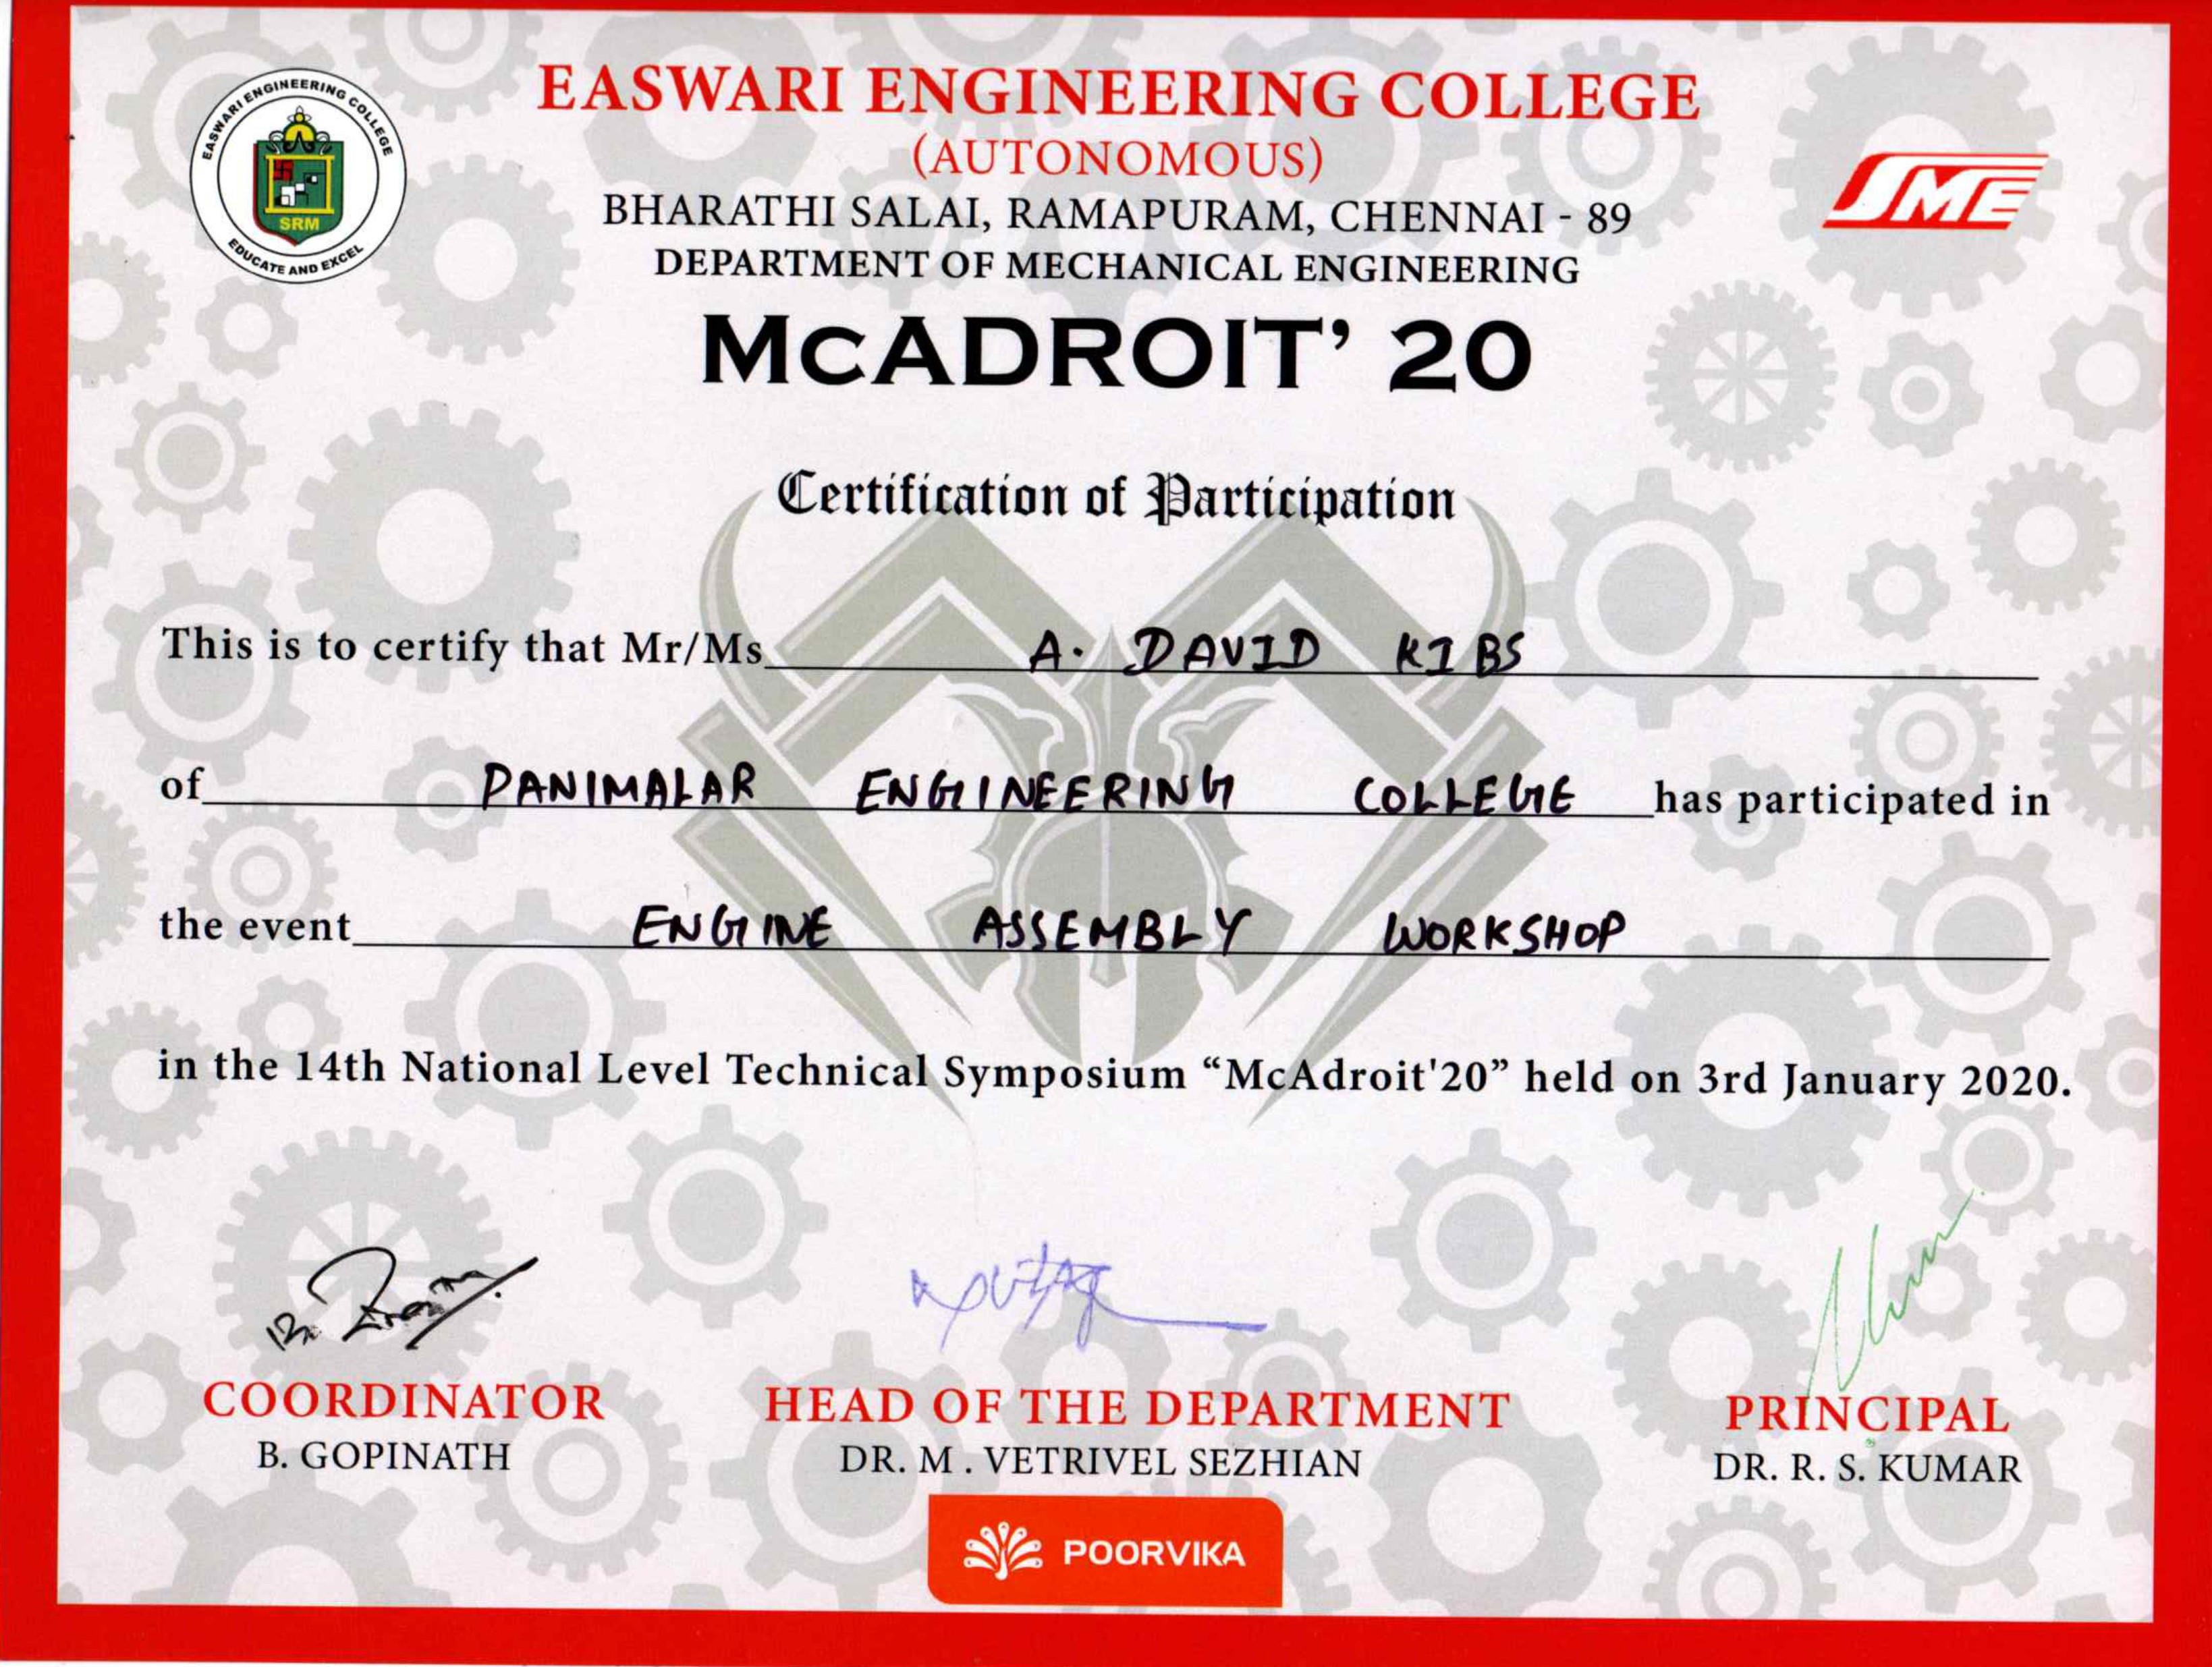 EASWARI ENGINEERING COLLEGE
(AUTONOMOUS)
BHARATHI SALAI, RAMAPURAM, CHENNAI - 89
DEPARTMENT OF MECHANICAL ENGINEERING
EASWARI ENGINEERING COLLEGE
SRM
EDUCATE AND EXCEL
SME
McADROIT' 20
Certification of Participation
This is to certify that Mr/Ms A. DAVID KIBS
of PANIMALAR ENGINEERING COLLEGE has participated in
the event ENGINE ASSEMBLY WORKSHOP
in the 14th National Level Technical Symposium “McAdroit'20” held on 3rd January 2020.
COORDINATOR HEAD OF THE DEPARTMENT PRINCIPAL
B. GOPINATH DR. M . VETRIVEL SEZHIAN DR. R. S. KUMAR
POORVIKA